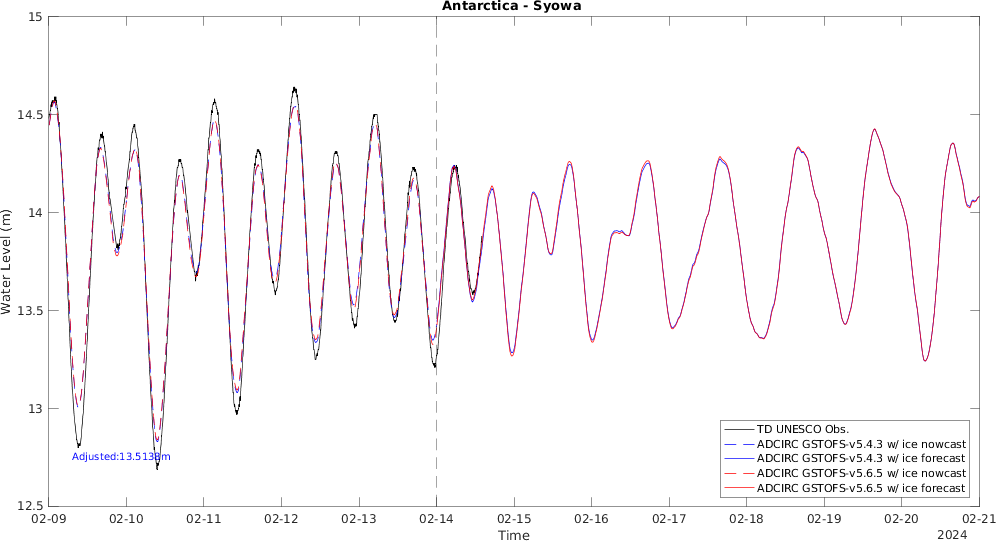 Antarctica - Syowa
15
14.5
14
13.5
13
12.5
Water Level (m)
Adjusted:13.5138m
TD UNESCO Obs.
ADCIRC GSTOFS-v5.4.3 w/ ice nowcast
ADCIRC GSTOFS-v5.4.3 w/ ice forecast
ADCIRC GSTOFS-v5.6.5 w/ ice nowcast
ADCIRC GSTOFS-v5.6.5 w/ ice forecast
02-09 02-10 02-11 02-12 02-13 02-14 02-15 02-16 02-17 02-18 02-19 02-20 02-21
Time
2024